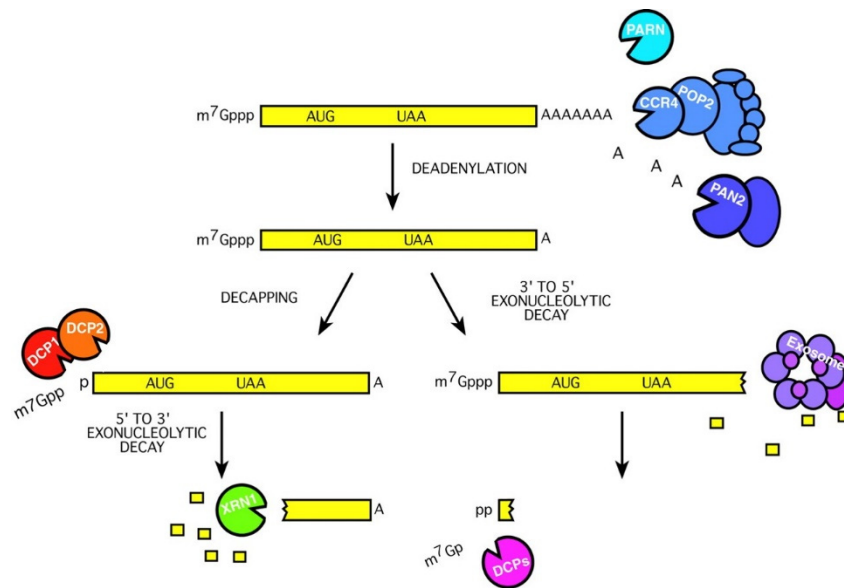 PARN
CCR4 POP2
m7Gppp AUG UAA AAAAAAA
A
A
A
PAN2
DEADENYLATION
m7Gppp AUG UAA A
DECAPPING
3' TO 5'
EXONUCLEOLYTIC
DECAY
DCP1 DCP2
m7Gpp
p AUG UAA A
m7Gppp AUG UAA
Exosome
5' TO 3'
EXONUCLEOLYTIC
DECAY
XRN1
A
pp
m7Gp
DCPs